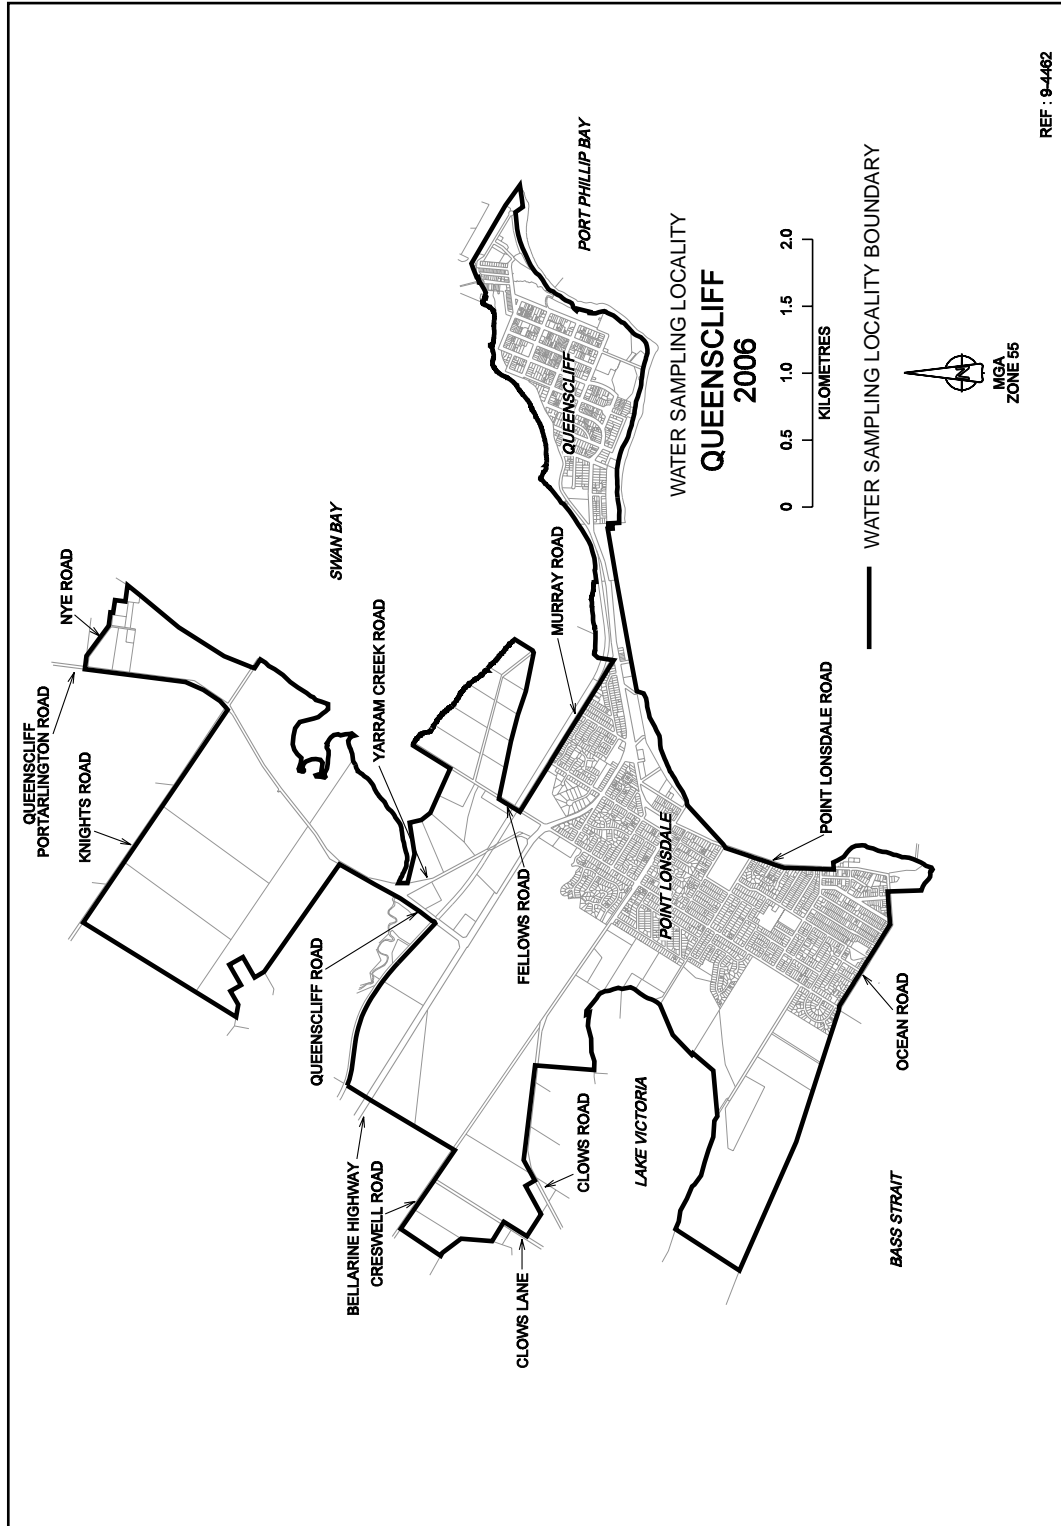 QUEENSCLIFF
PORTARLINGTON ROAD
NYE ROAD
KNIGHTS ROAD
SWAN BAY
YARRAM CREEK ROAD
QUEENSCLIFF ROAD
BELLARINE HIGHWAY
CRESWELL ROAD
FELLOWS ROAD
MURRAY ROAD
QUEENSCLIFF
PORT PHILLIP BAY
CLOWS LANE
CLOWS ROAD
LAKE VICTORIA
POINT LONSDALE
POINT LONSDALE ROAD
OCEAN ROAD
BASS STRAIT
WATER SAMPLING LOCALITY
QUEENSCLIFF
2006
0 0.5 1.0 1.5 2.0
KILOMETRES
WATER SAMPLING LOCALITY BOUNDARY
N
MGA
ZONE 55
REF : 9-4462